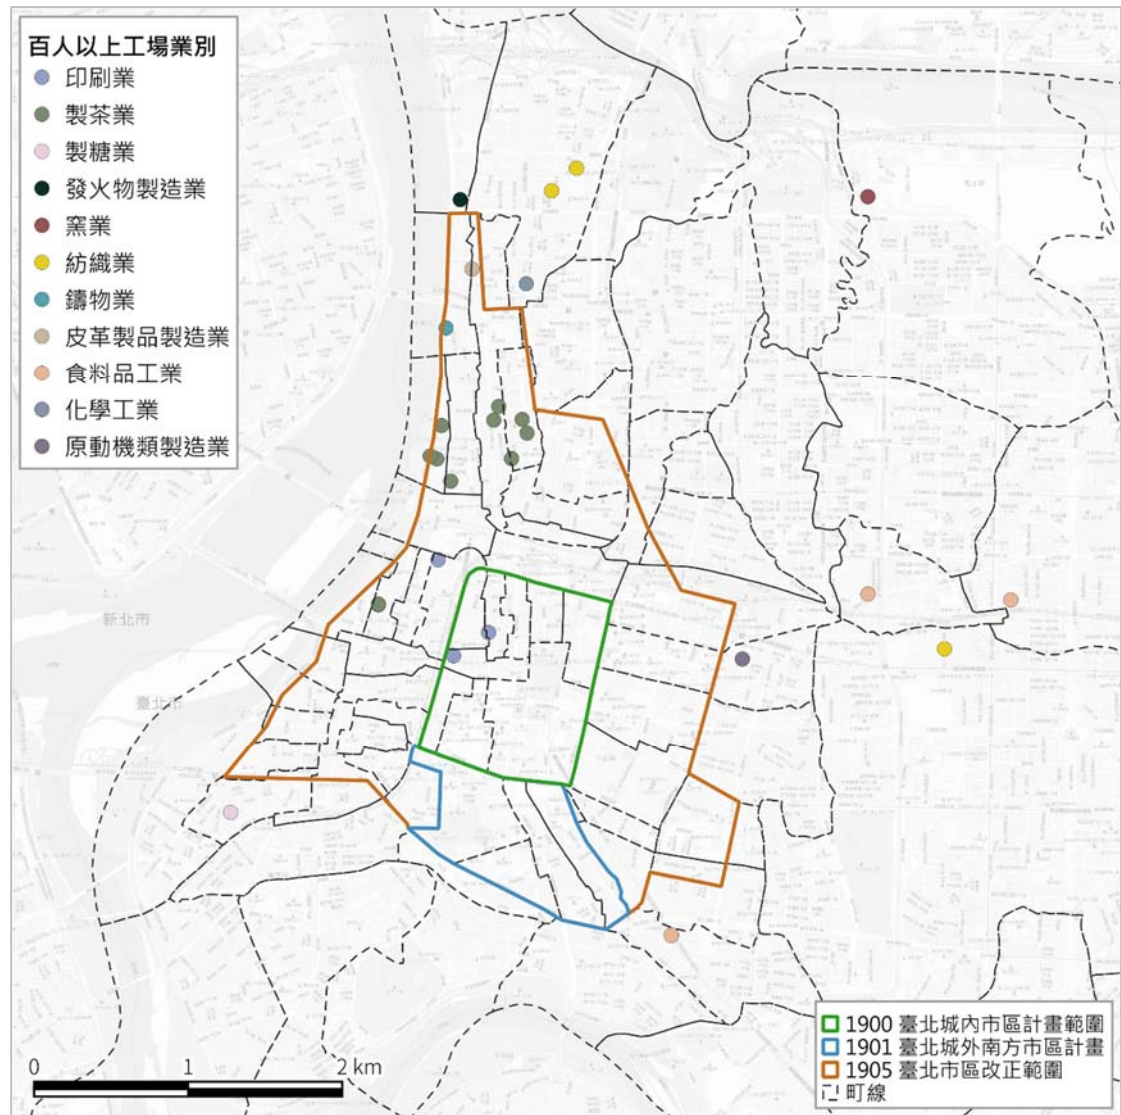 百人以上工場業別
印刷業
製茶業
製糖業
發火物製造業
窯業
紡織業
鑄物業
皮革製品製造業
食料品工業
化學工業
原動機類製造業
新北市
臺北市
0 1 2 km
1900 臺北城內市區計畫範圍
1901 臺北城外南方市區計畫
1905 臺北市區改正範圍
町線